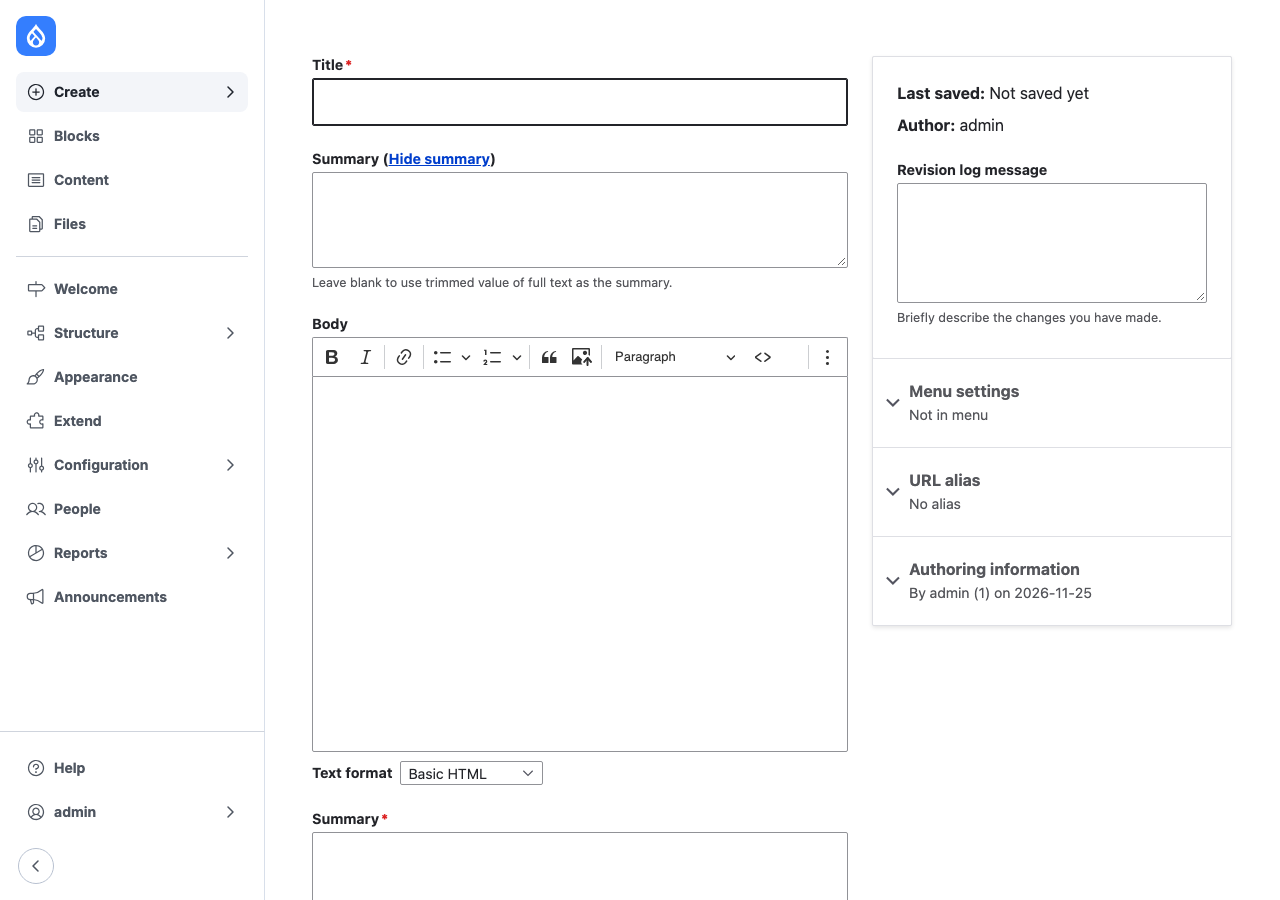 Create
Blocks
Content
Files
Welcome
Structure
Appearance
Extend
Configuration
People
Reports
Announcements
Help
admin
Title*
Summary (Hide summary)
Leave blank to use trimmed value of full text as the summary.
Body
Paragraph
Text format Basic HTML
Summary*
Last saved: Not saved yet
Author: admin
Revision log message
Briefly describe the changes you have made.
Menu settings
Not in menu
URL alias
No alias
Authoring information
By admin (1) on 2026-11-25